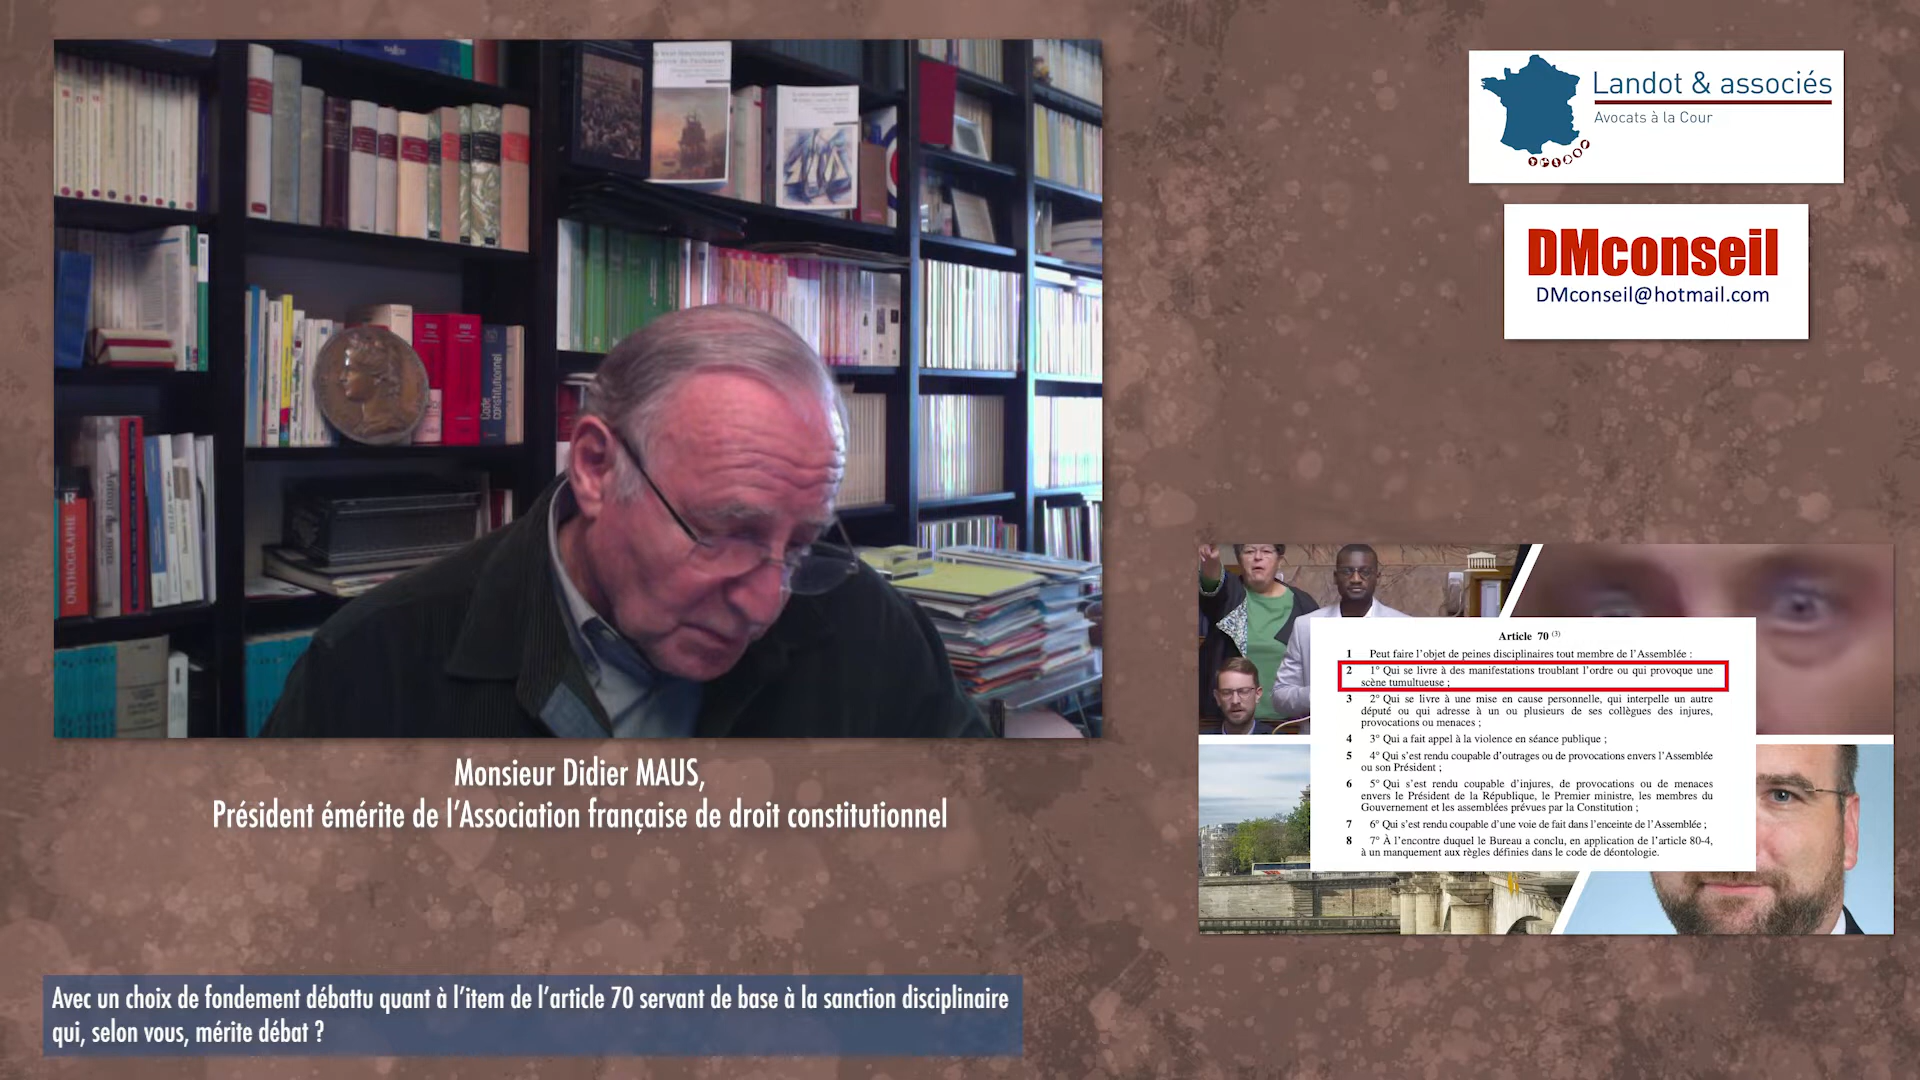 Landot & associés
Avocats à la Cour
DMconseil
DMconseil@hotmail.com
Code
constitutionnel
ORTHOGRAPHE
R
Monsieur Didier MAUS,
Président émérite de l’Association française de droit constitutionnel
Article 70 (3)
1 Peut faire l’objet de peines disciplinaires tout membre de l’Assemblée :
2 1° Qui se livre à des manifestations troublant l’ordre ou qui provoque une
scène tumultueuse ;
3 2° Qui se livre à une mise en cause personnelle, qui interpelle un autre
député ou qui adresse à un ou plusieurs de ses collègues des injures,
provocations ou menaces ;
4 3° Qui a fait appel à la violence en séance publique ;
5 4° Qui s’est rendu coupable d’outrages ou de provocations envers l’Assemblée
ou son Président ;
6 5° Qui s’est rendu coupable d’injures, de provocations ou de menaces
envers le Président de la République, le Premier ministre, les membres du
Gouvernement et les assemblées prévues par la Constitution ;
7 6° Qui s’est rendu coupable d’une voie de fait dans l’enceinte de l’Assemblée ;
8 7° À l’encontre duquel le Bureau a conclu, en application de l’article 80-4,
à un manquement aux règles définies dans le code de déontologie.
Avec un choix de fondement débattu quant à l’item de l’article 70 servant de base à la sanction disciplinaire
qui, selon vous, mérite débat ?